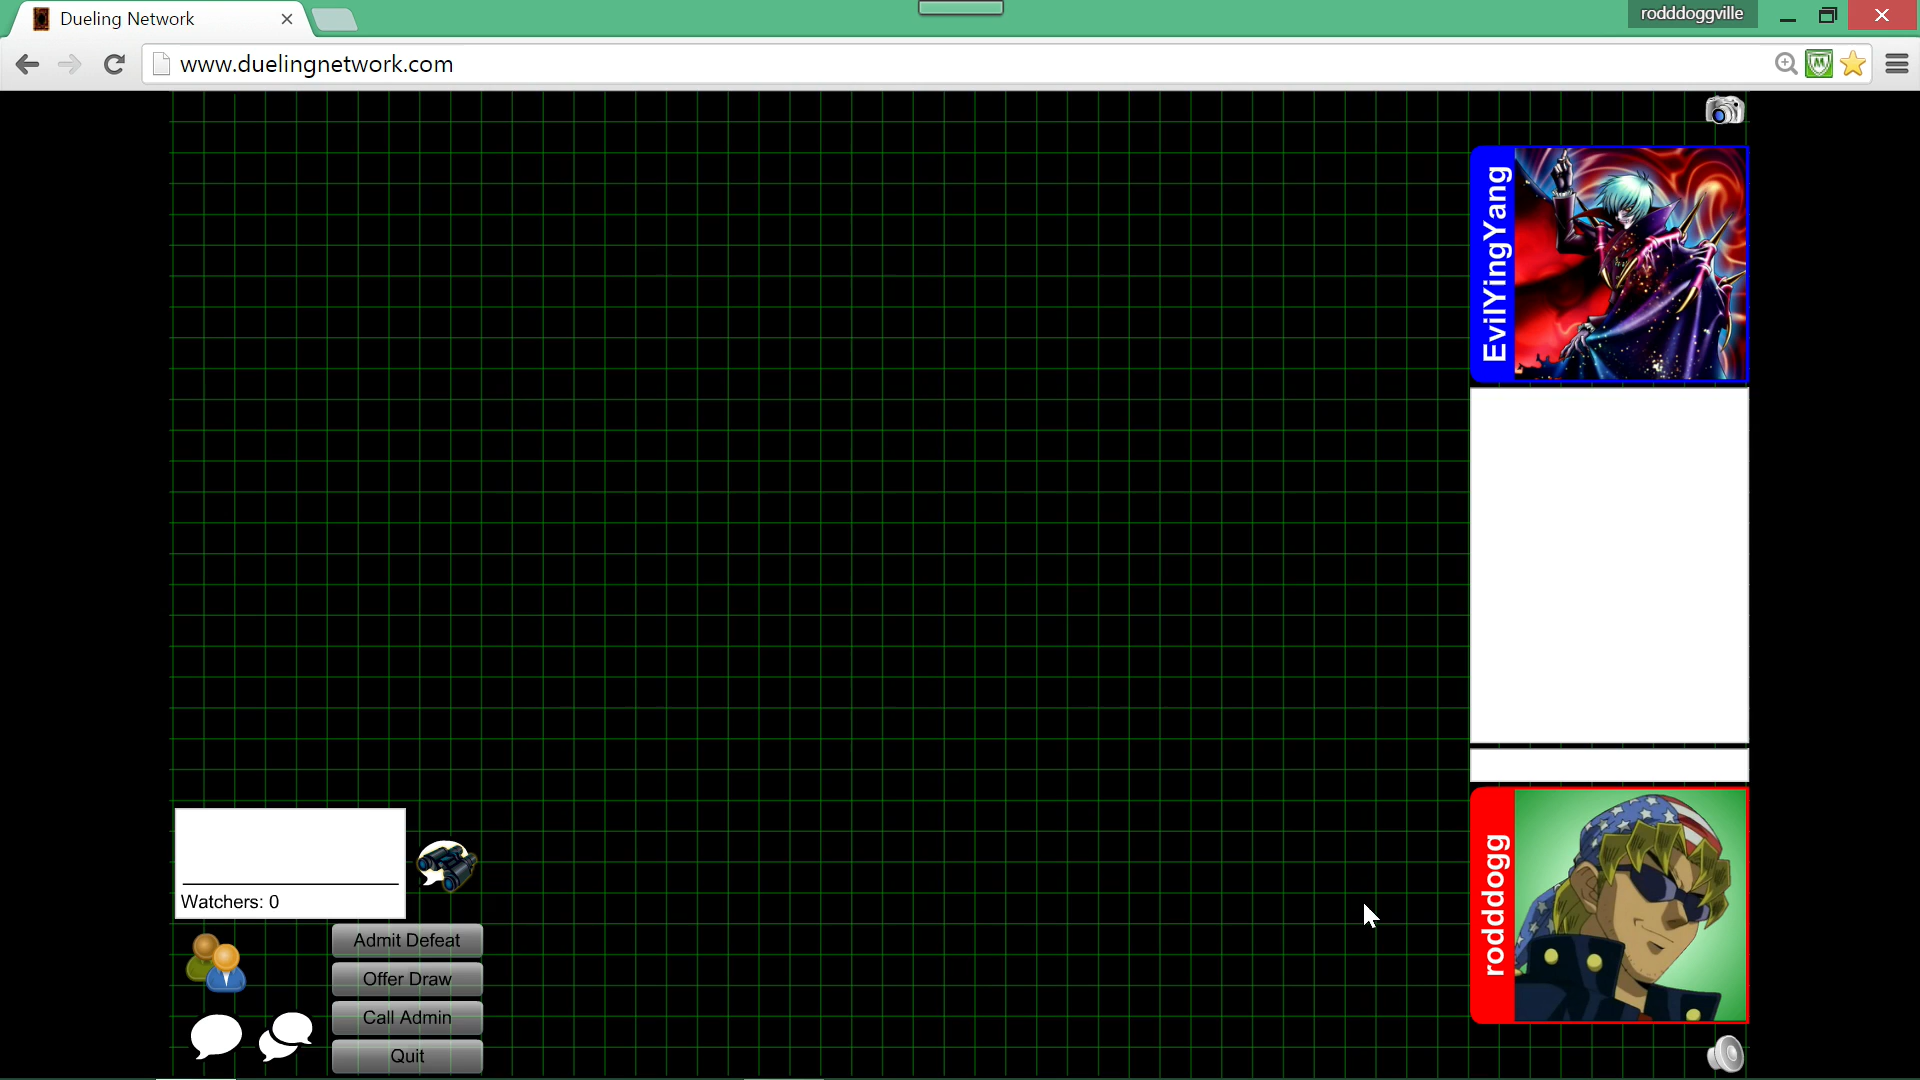 Dueling Network
rodddoggville
www.duelingnetwork.com
EvilYingYang
Watchers: 0
Admit Defeat
Offer Draw
Call Admin
Quit
rodddogg